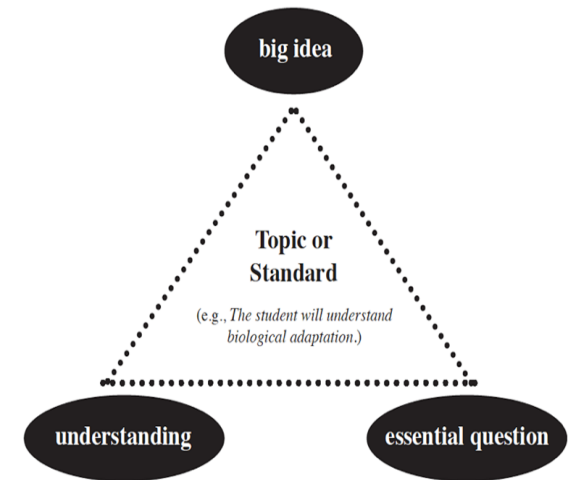 big idea
Topic or
Standard
(e.g., The student will understand
biological adaptation.)
understanding
essential question